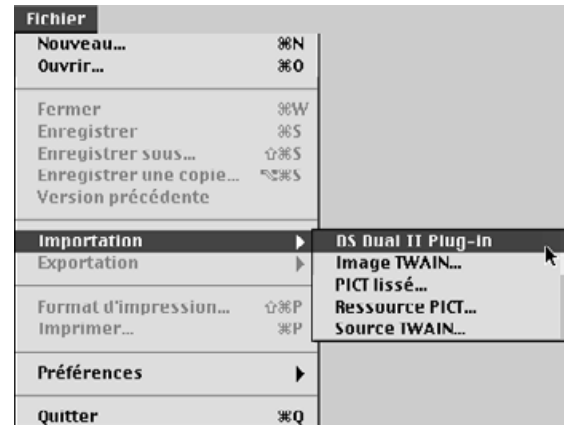 Fichier
Nouveau... ⌘N
Ouvrir... ⌘O
Fermer ⌘W
Enregistrer ⌘S
Enregistrer sous... ⇧⌘S
Enregistrer une copie... ⌥⌘S
Version précédente
Importation
Exportation
DS Dual II Plug-in
Image TWAIN...
PICT lissé...
Ressource PICT...
Source TWAIN...
Format d'impression... ⇧⌘P
Imprimer... ⌘P
Préférences
Quitter ⌘Q